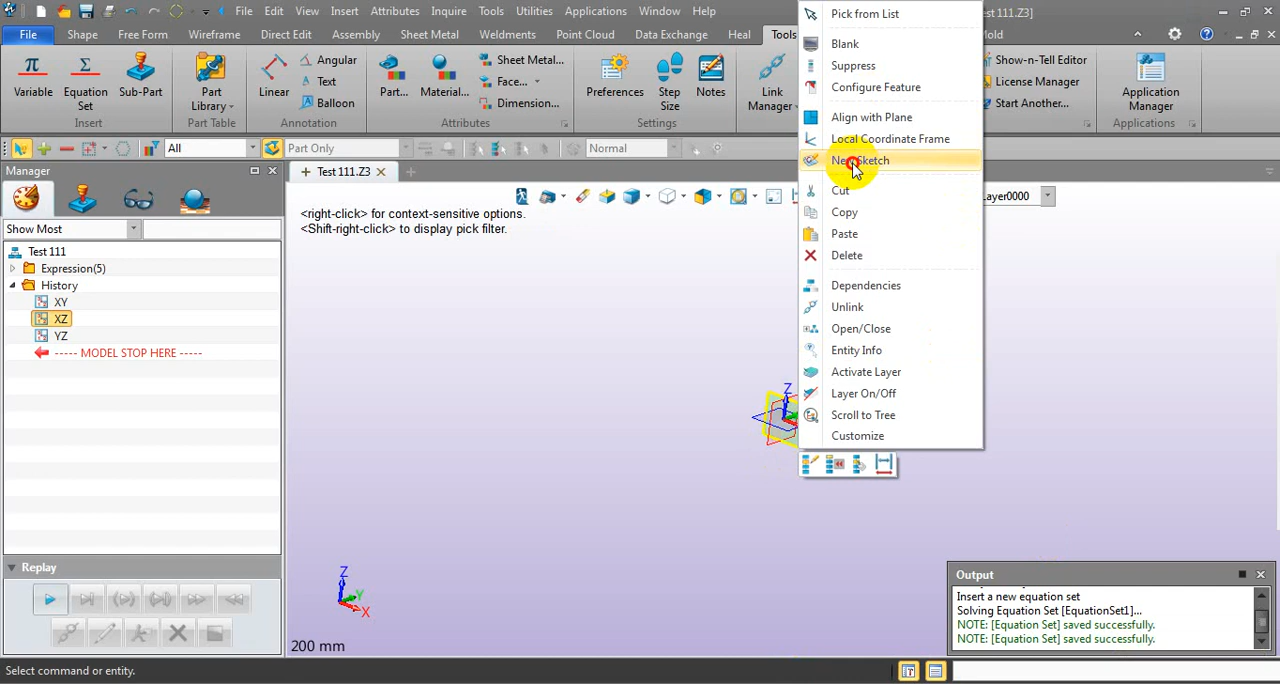 File Edit View Insert Attributes Inquire Tools Utilities Applications Window Help
est 111.Z3]
File Shape Free Form Wireframe Direct Edit Assembly Sheet Metal Weldments Point Cloud Data Exchange Heal Tools old
Variable
Equation Set
Sub-Part
Insert
Part Library
Part Table
Linear
Angular
Text
Balloon
Annotation
Part...
Material...
Sheet Metal...
Face...
Dimension...
Attributes
Preferences
Step Size
Notes
Settings
Link Manager
Show-n-Tell Editor
License Manager
Start Another...
Application Manager
Applications
All
Part Only
Normal
Manager
Test 111.Z3
Show Most
Layer0000
<right-click> for context-sensitive options.
<Shift-right-click> to display pick filter.
Test 111
Expression(5)
History
XY
XZ
YZ
----- MODEL STOP HERE -----
Pick from List
Blank
Suppress
Configure Feature
Align with Plane
Local Coordinate Frame
New Sketch
Cut
Copy
Paste
Delete
Dependencies
Unlink
Open/Close
Entity Info
Activate Layer
Layer On/Off
Scroll to Tree
Customize
Z
Z
Y
X
200 mm
Replay
Output
Insert a new equation set
Solving Equation Set [EquationSet1]...
NOTE: [Equation Set] saved successfully.
NOTE: [Equation Set] saved successfully.
Select command or entity.